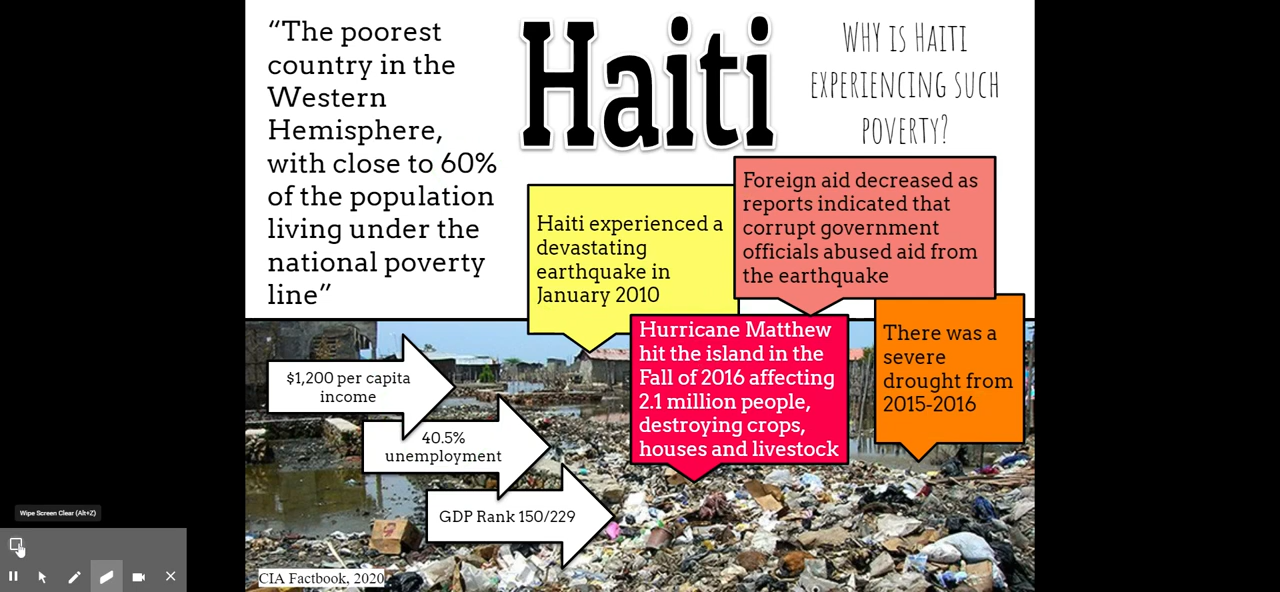 “The poorest
country in the
Western
Hemisphere,
with close to 60%
of the population
living under the
national poverty
line”
Haiti
WHY IS HAITI
EXPERIENCING SUCH
POVERTY?
Haiti experienced a
devastating
earthquake in
January 2010
Foreign aid decreased as
reports indicated that
corrupt government
officials abused aid from
the earthquake
Hurricane Matthew
hit the island in the
Fall of 2016 affecting
2.1 million people,
destroying crops,
houses and livestock
There was a
severe
drought from
2015-2016
$1,200 per capita
income
40.5%
unemployment
GDP Rank 150/229
Wipe Screen Clear (Alt+Z)
CIA Factbook, 2020